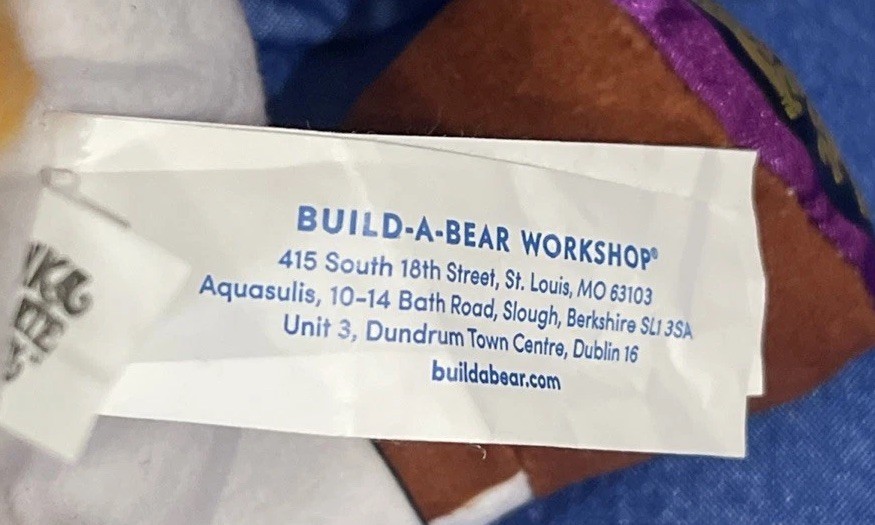 BUILD-A-BEAR WORKSHOP®
415 South 18th Street, St. Louis, MO 63103
Aquasulis, 10-14 Bath Road, Slough, Berkshire SL1 3SA
Unit 3, Dundrum Town Centre, Dublin 16
buildabear.com